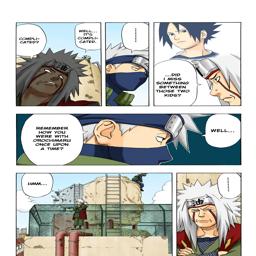 ...DID I
MISS
SOMETHING
BETWEEN
THOSE TWO
KIDS?
WELL...
IT'S
COMPLI-
CATED.
COMPLI-
CATED?
WELL...
REMEMBER
HOW YOU
WERE WITH
OROCHIMARU
ONCE UPON
A TIME?
UMM...